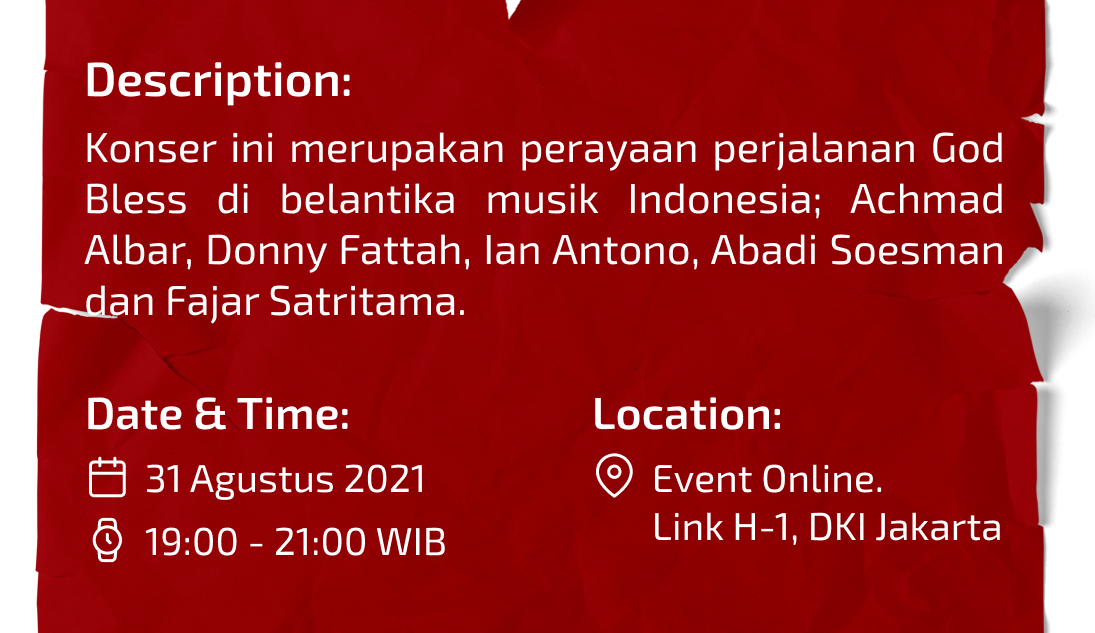 Description:
Konser ini merupakan perayaan perjalanan God
Bless di belantika musik Indonesia; Achmad
Albar, Donny Fattah, Ian Antono, Abadi Soesman
dan Fajar Satritama.
Date & Time:
31 Agustus 2021
19:00 - 21:00 WIB
Location:
Event Online.
Link H-1, DKI Jakarta